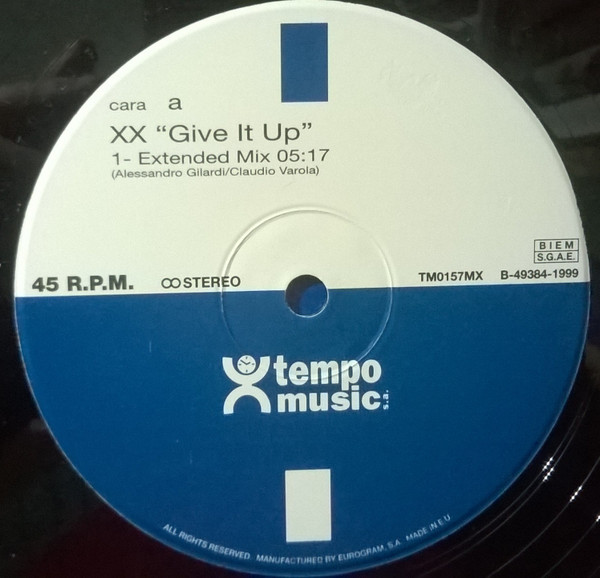 cara a
XX “Give It Up”
1- Extended Mix 05:17
(Alessandro Gilardi/Claudio Varola)
BIEM
S.G.A.E.
45 R.P.M. STEREO TM0157MX B-49384-1999
tempo
music s.a.
ALL RIGHTS RESERVED. MANUFACTURED BY EUROGRAM, S.A. MADE IN E.U.